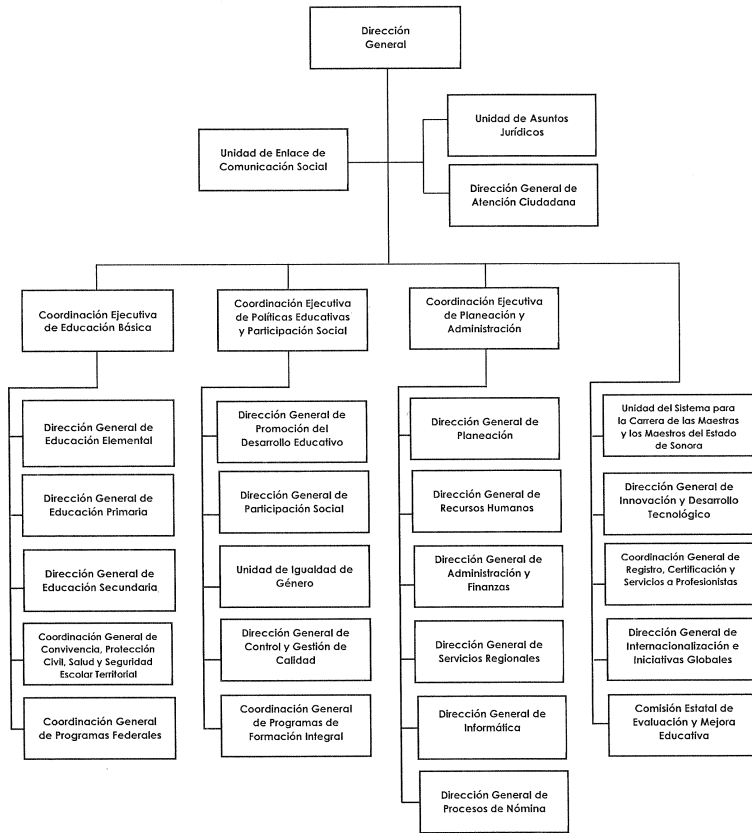 Dirección
General
Unidad de Enlace de
Comunicación Social
Unidad de Asuntos
Jurídicos
Dirección General de
Atención Ciudadana
Coordinación Ejecutiva
de Educación Básica
Dirección General de
Educación Elemental
Dirección General de
Educación Primaria
Dirección General de
Educación Secundaria
Coordinación General de
Convivencia, Protección
Civil, Salud y Seguridad
Escolar Territorial
Coordinación General
de Programas Federales
Coordinación Ejecutiva
de Políticas Educativas
y Participación Social
Dirección General de
Promoción del
Desarrollo Educativo
Dirección General de
Participación Social
Unidad de Igualdad de
Género
Dirección General de
Control y Gestión de
Calidad
Coordinación General
de Programas de
Formación Integral
Coordinación Ejecutiva
de Planeación y
Administración
Dirección General de
Planeación
Dirección General de
Recursos Humanos
Dirección General de
Administración y
Finanzas
Dirección General de
Servicios Regionales
Dirección General de
Informática
Dirección General de
Procesos de Nómina
Unidad del Sistema para
la Carrera de las Maestras
y los Maestros del Estado
de Sonora
Dirección General de
Innovación y Desarrollo
Tecnológico
Coordinación General de
Registro, Certificación y
Servicios a Profesionistas
Dirección General de
Internacionalización e
Iniciativas Globales
Comisión Estatal de
Evaluación y Mejora
Educativa